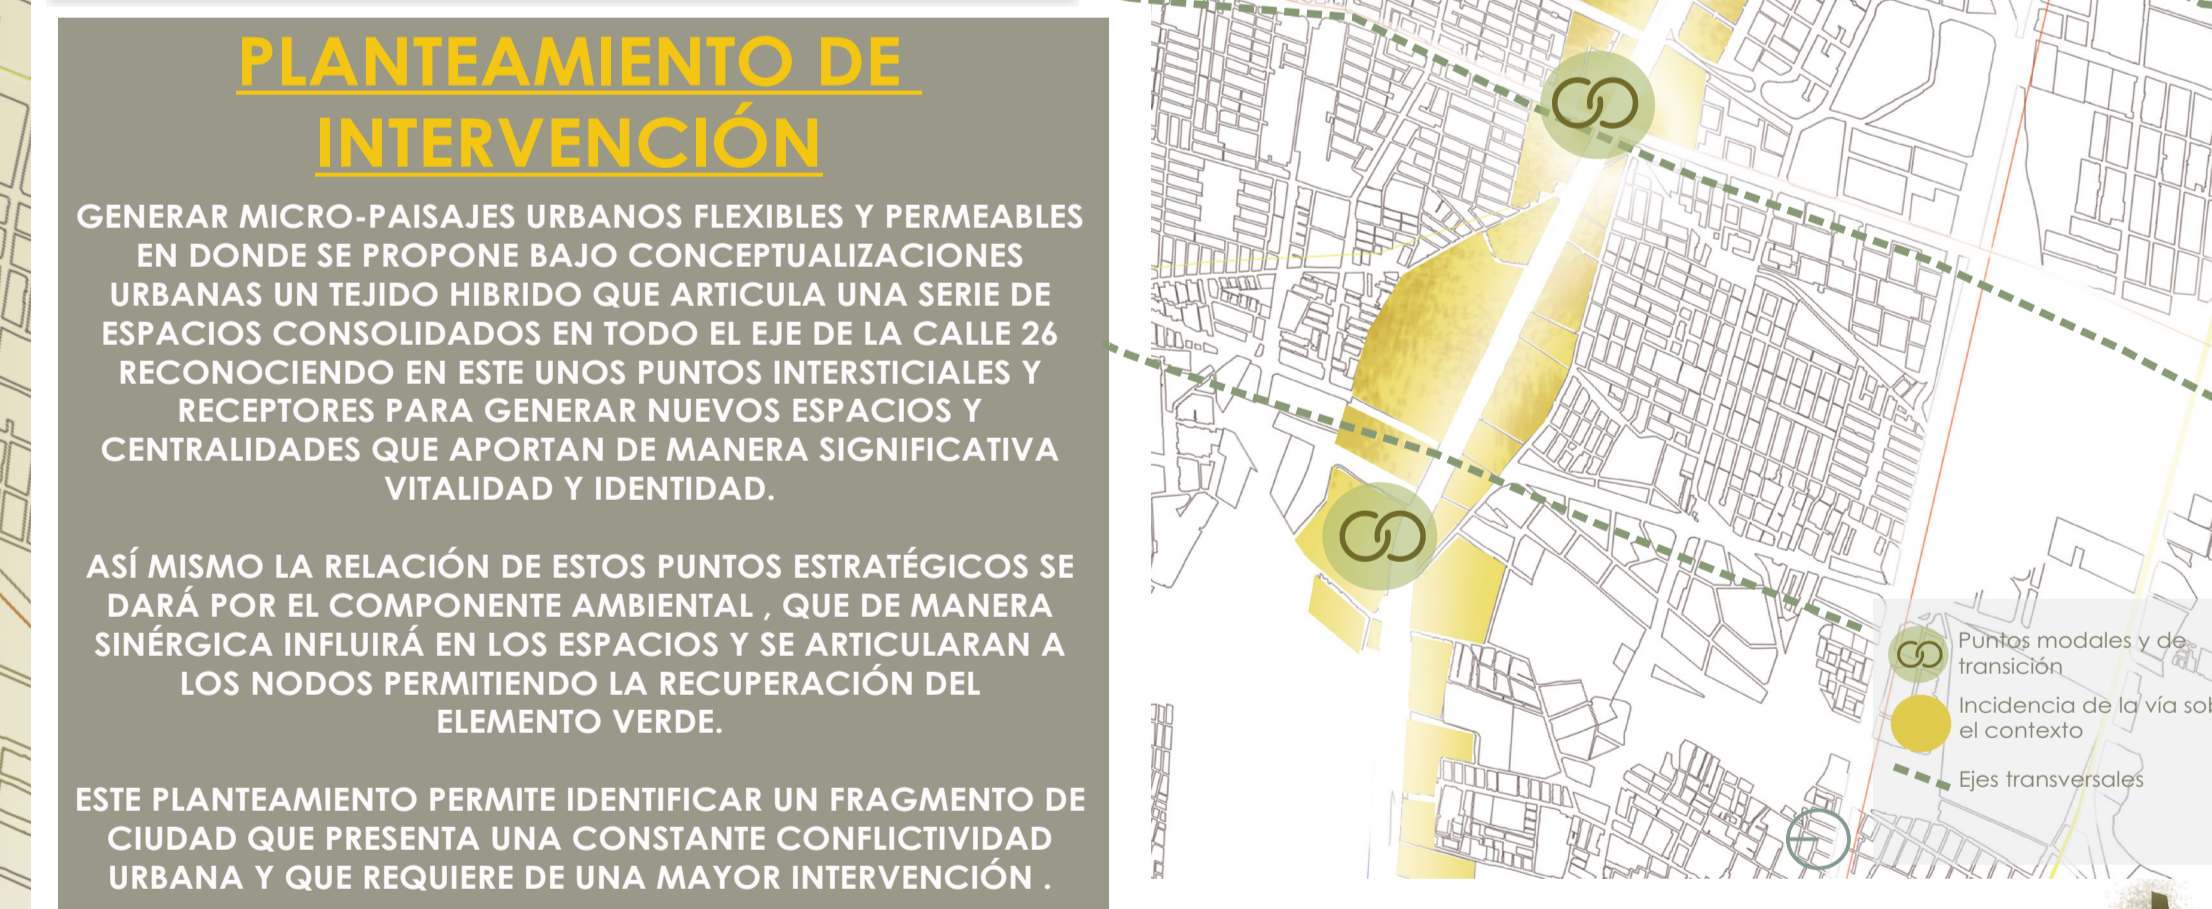 PLANTEAMIENTO DE
INTERVENCIÓN
GENERAR MICRO-PAISAJES URBANOS FLEXIBLES Y PERMEABLES
EN DONDE SE PROPONE BAJO CONCEPTUALIZACIONES
URBANAS UN TEJIDO HIBRIDO QUE ARTICULA UNA SERIE DE
ESPACIOS CONSOLIDADOS EN TODO EL EJE DE LA CALLE 26
RECONOCIENDO EN ESTE UNOS PUNTOS INTERSTICIALES Y
RECEPTORES PARA GENERAR NUEVOS ESPACIOS Y
CENTRALIDADES QUE APORTAN DE MANERA SIGNIFICATIVA
VITALIDAD Y IDENTIDAD.
ASÍ MISMO LA RELACIÓN DE ESTOS PUNTOS ESTRATÉGICOS SE
DARÁ POR EL COMPONENTE AMBIENTAL , QUE DE MANERA
SINÉRGICA INFLUIRÁ EN LOS ESPACIOS Y SE ARTICULARAN A
LOS NODOS PERMITIENDO LA RECUPERACIÓN DEL
ELEMENTO VERDE.
ESTE PLANTEAMIENTO PERMITE IDENTIFICAR UN FRAGMENTO DE
CIUDAD QUE PRESENTA UNA CONSTANTE CONFLICTIVIDAD
URBANA Y QUE REQUIERE DE UNA MAYOR INTERVENCIÓN .
Puntos modales y de
transición
Incidencia de la vía sob
el contexto
Ejes transversales